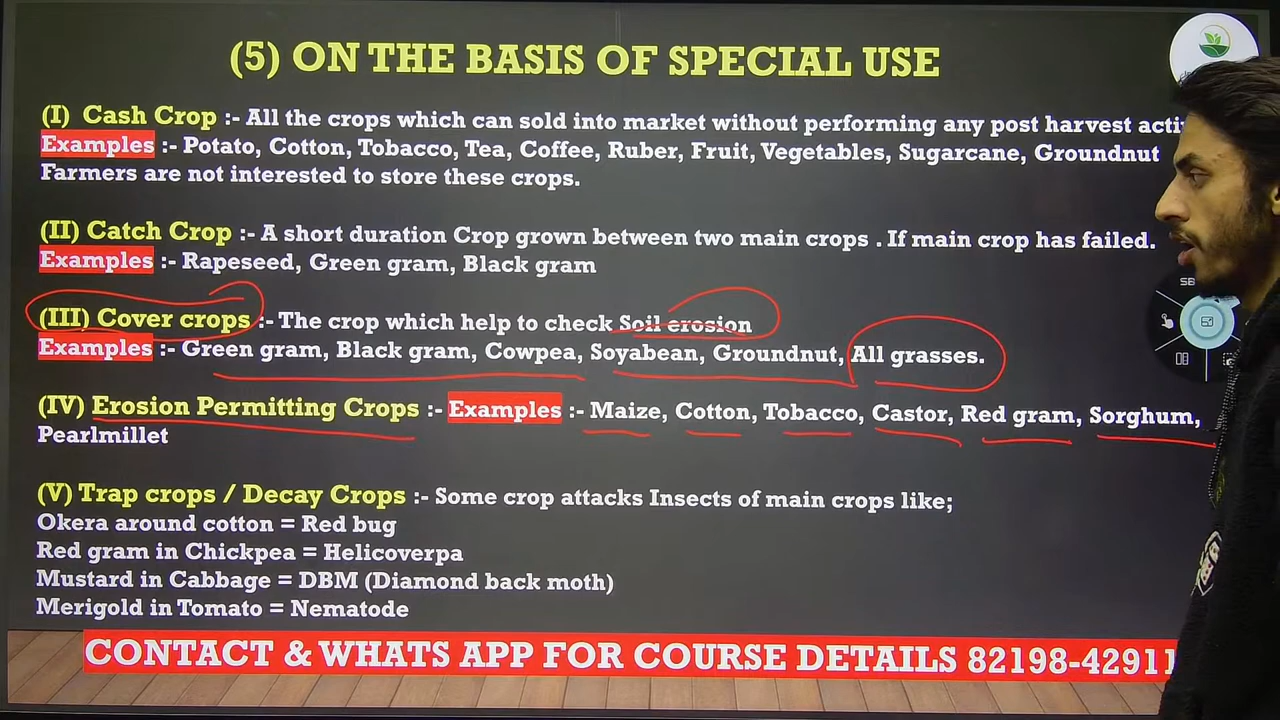 (5) ON THE BASIS OF SPECIAL USE
(I) Cash Crop :- All the crops which can sold into market without performing any post harvest
Examples :- Potato, Cotton, Tobacco, Tea, Coffee, Ruber, Fruit, Vegetables, Sugarcane, Groundnut
Farmers are not interested to store these crops.
(II) Catch Crop :- A short duration Crop grown between two main crops . If main crop has failed.
Examples :- Rapeseed, Green gram, Black gram
(III) Cover crops :- The crop which help to check Soil erosion
Examples :- Green gram, Black gram, Cowpea, Soyabean, Groundnut, All grasses.
(IV) Erosion Permitting Crops :- Examples :- Maize, Cotton, Tobacco, Castor, Red gram, Sorghum,
Pearlmillet
(V) Trap crops / Decay Crops :- Some crop attacks Insects of main crops like;
Okera around cotton = Red bug
Red gram in Chickpea = Helicoverpa
Mustard in Cabbage = DBM (Diamond back moth)
Merigold in Tomato = Nematode
CONTACT & WHATS APP FOR COURSE DETAILS 82198-42911